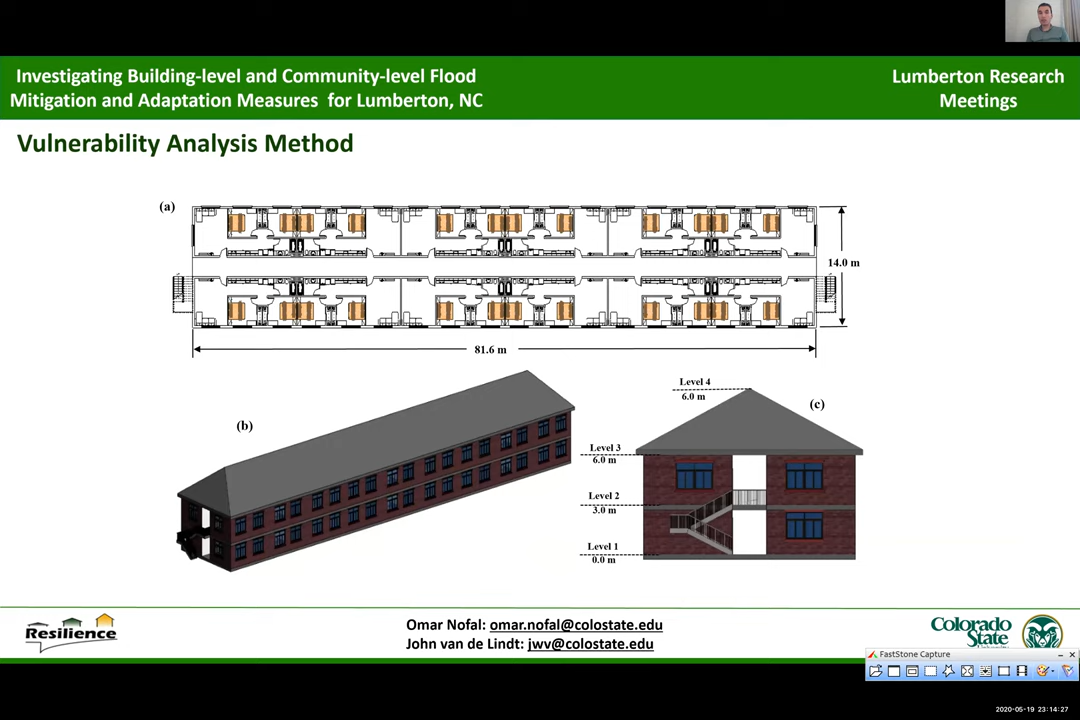 Investigating Building-level and Community-level Flood
Mitigation and Adaptation Measures for Lumberton, NC
Lumberton Research
Meetings
Vulnerability Analysis Method
(a)
14.0 m
81.6 m
(b)
(c)
Level 4
6.0 m
Level 3
6.0 m
Level 2
3.0 m
Level 1
0.0 m
Resilience
Omar Nofal: omar.nofal@colostate.edu
John van de Lindt: jwv@colostate.edu
Colorado
State
FastStone Capture
2020-05-19 23:14:27